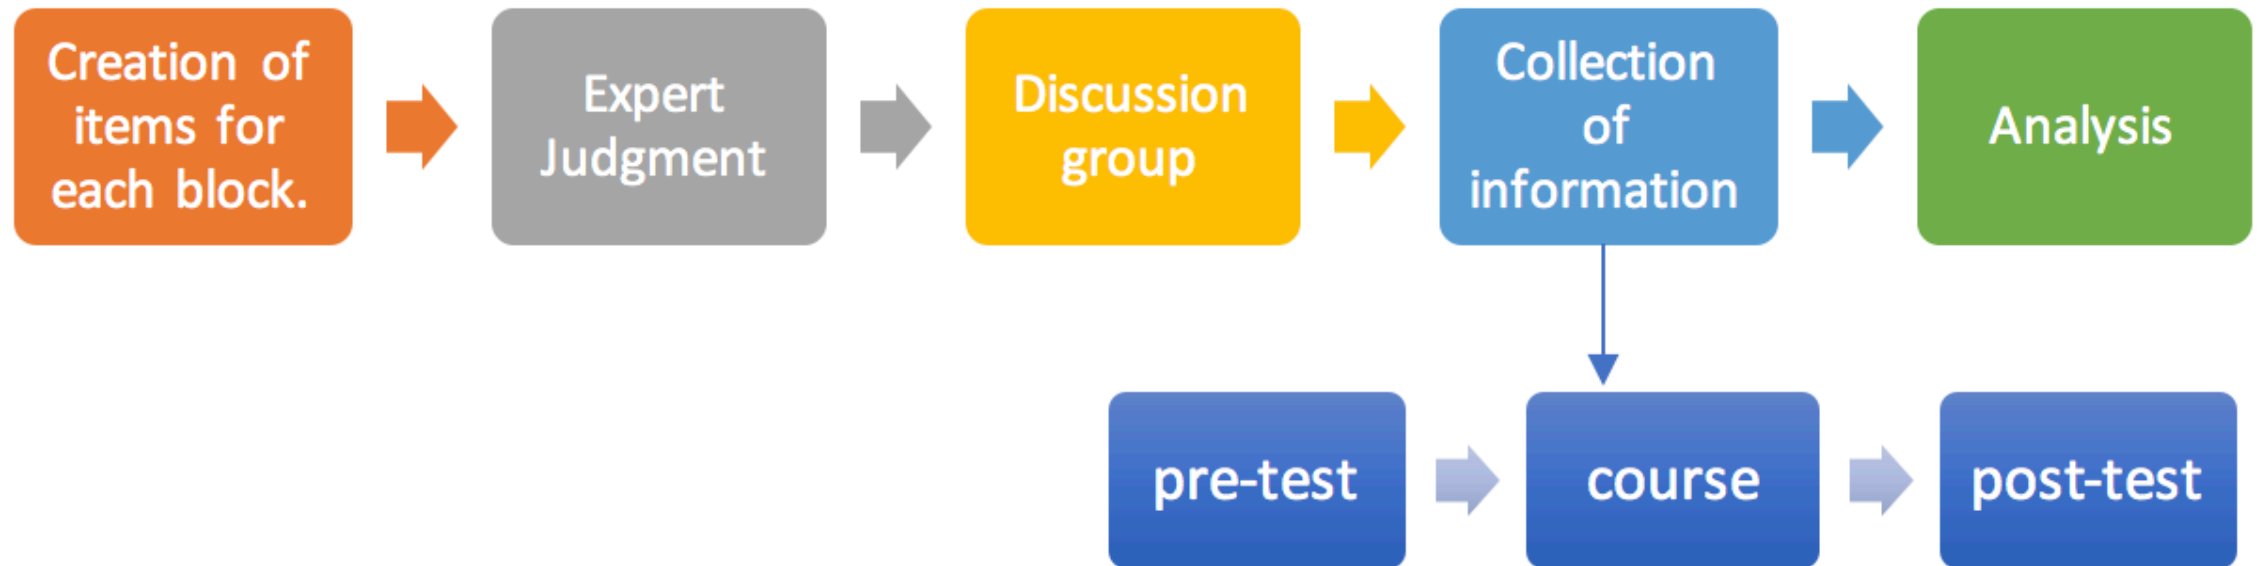 Creation of
items for
each block.
Expert
Judgment
Discussion
group
Collection
of
information
Analysis
pre-test
course
post-test